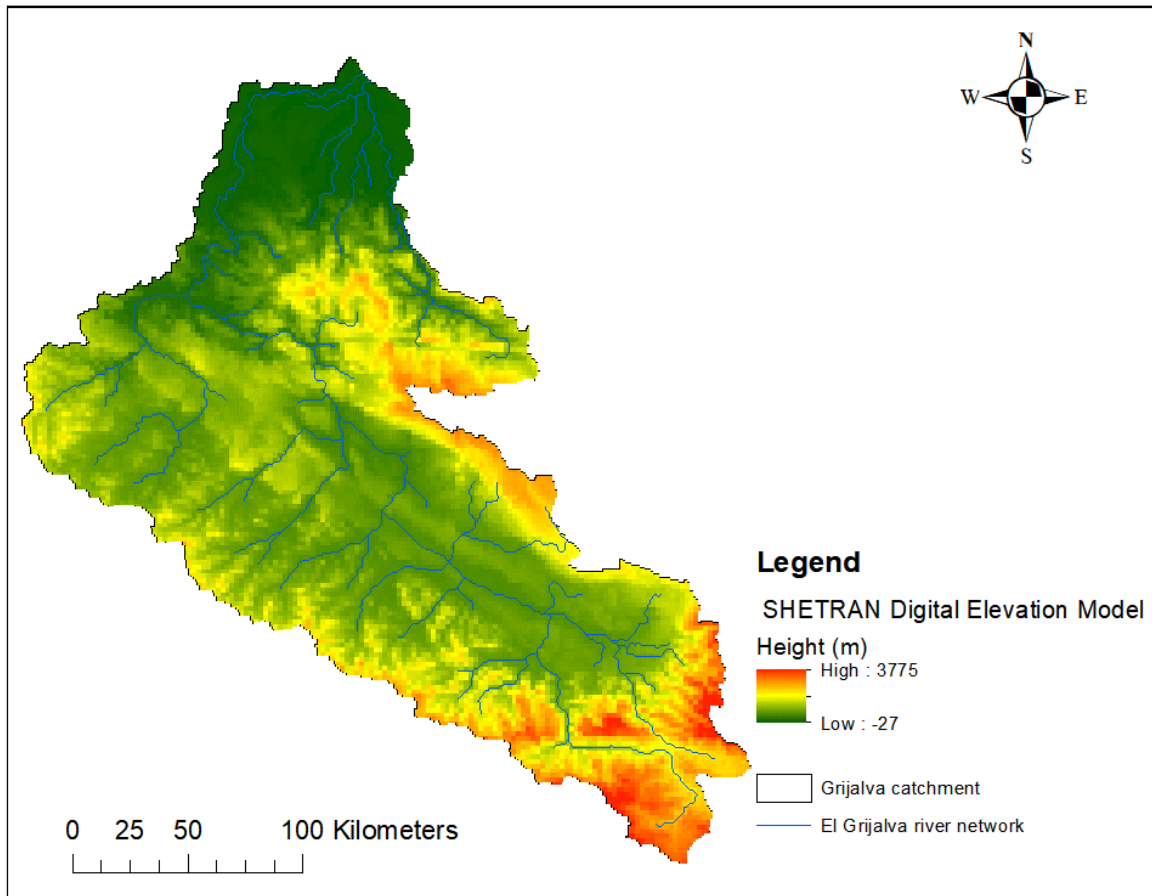 N
W E
S
Legend
SHETRAN Digital Elevation Model
Height (m)
High : 3775
Low : -27
Grijalva catchment
El Grijalva river network
0 25 50 100 Kilometers